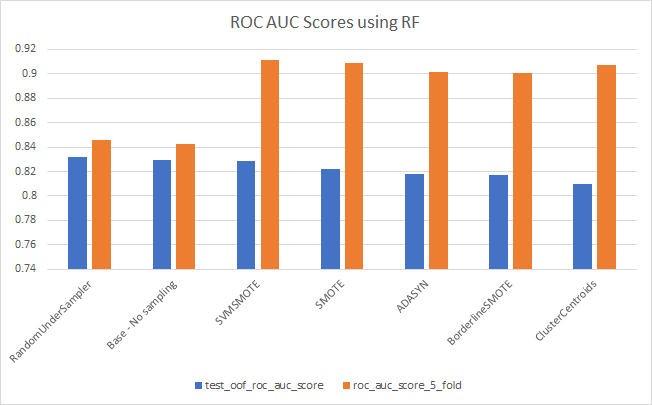 ROC AUC Scores using RF
0.92
0.9
0.88
0.86
0.84
0.82
0.8
0.78
0.76
0.74
RandomUnderSampler
Base - No sampling
SVMSMOTE
SMOTE
ADASYN
BorderlineSMOTE
ClusterCentroids
test_oof_roc_auc_score
roc_auc_score_5_fold